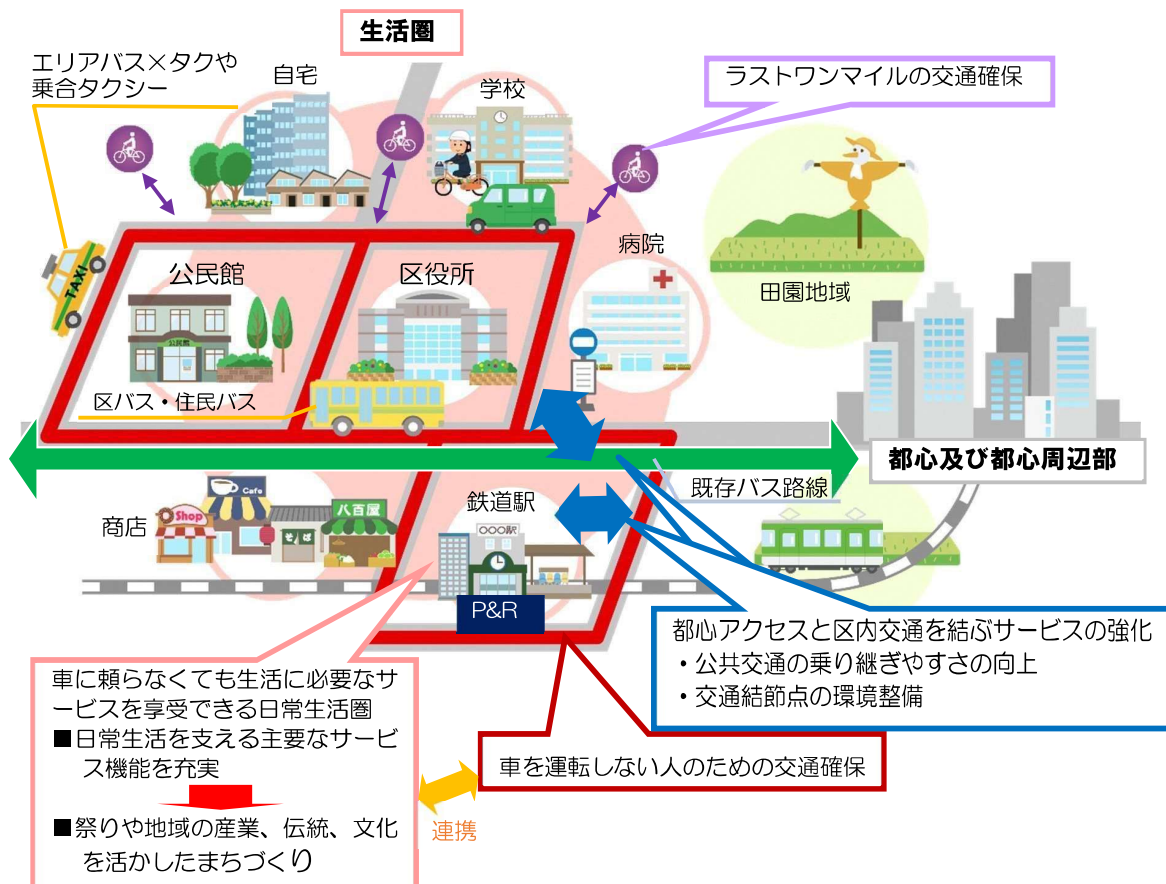 生活圏
エリアバス×タクや
乗合タクシー
自宅
学校
ラストワンマイルの交通確保
TAXI
公民館
区役所
病院
田園地域
公民館
区バス・住民バス
都心及び都心周辺部
既存バス路線
商店
Shop
Cafe
そば
八百屋
鉄道駅
〇〇〇駅
P&R
都心アクセスと区内交通を結ぶサービスの強化
・公共交通の乗り継ぎやすさの向上
・交通結節点の環境整備
車に頼らなくても生活に必要なサ
ービスを享受できる日常生活圏
■日常生活を支える主要なサービ
ス機能を充実
■祭りや地域の産業、伝統、文化
を活かしたまちづくり
連携
車を運転しない人のための交通確保